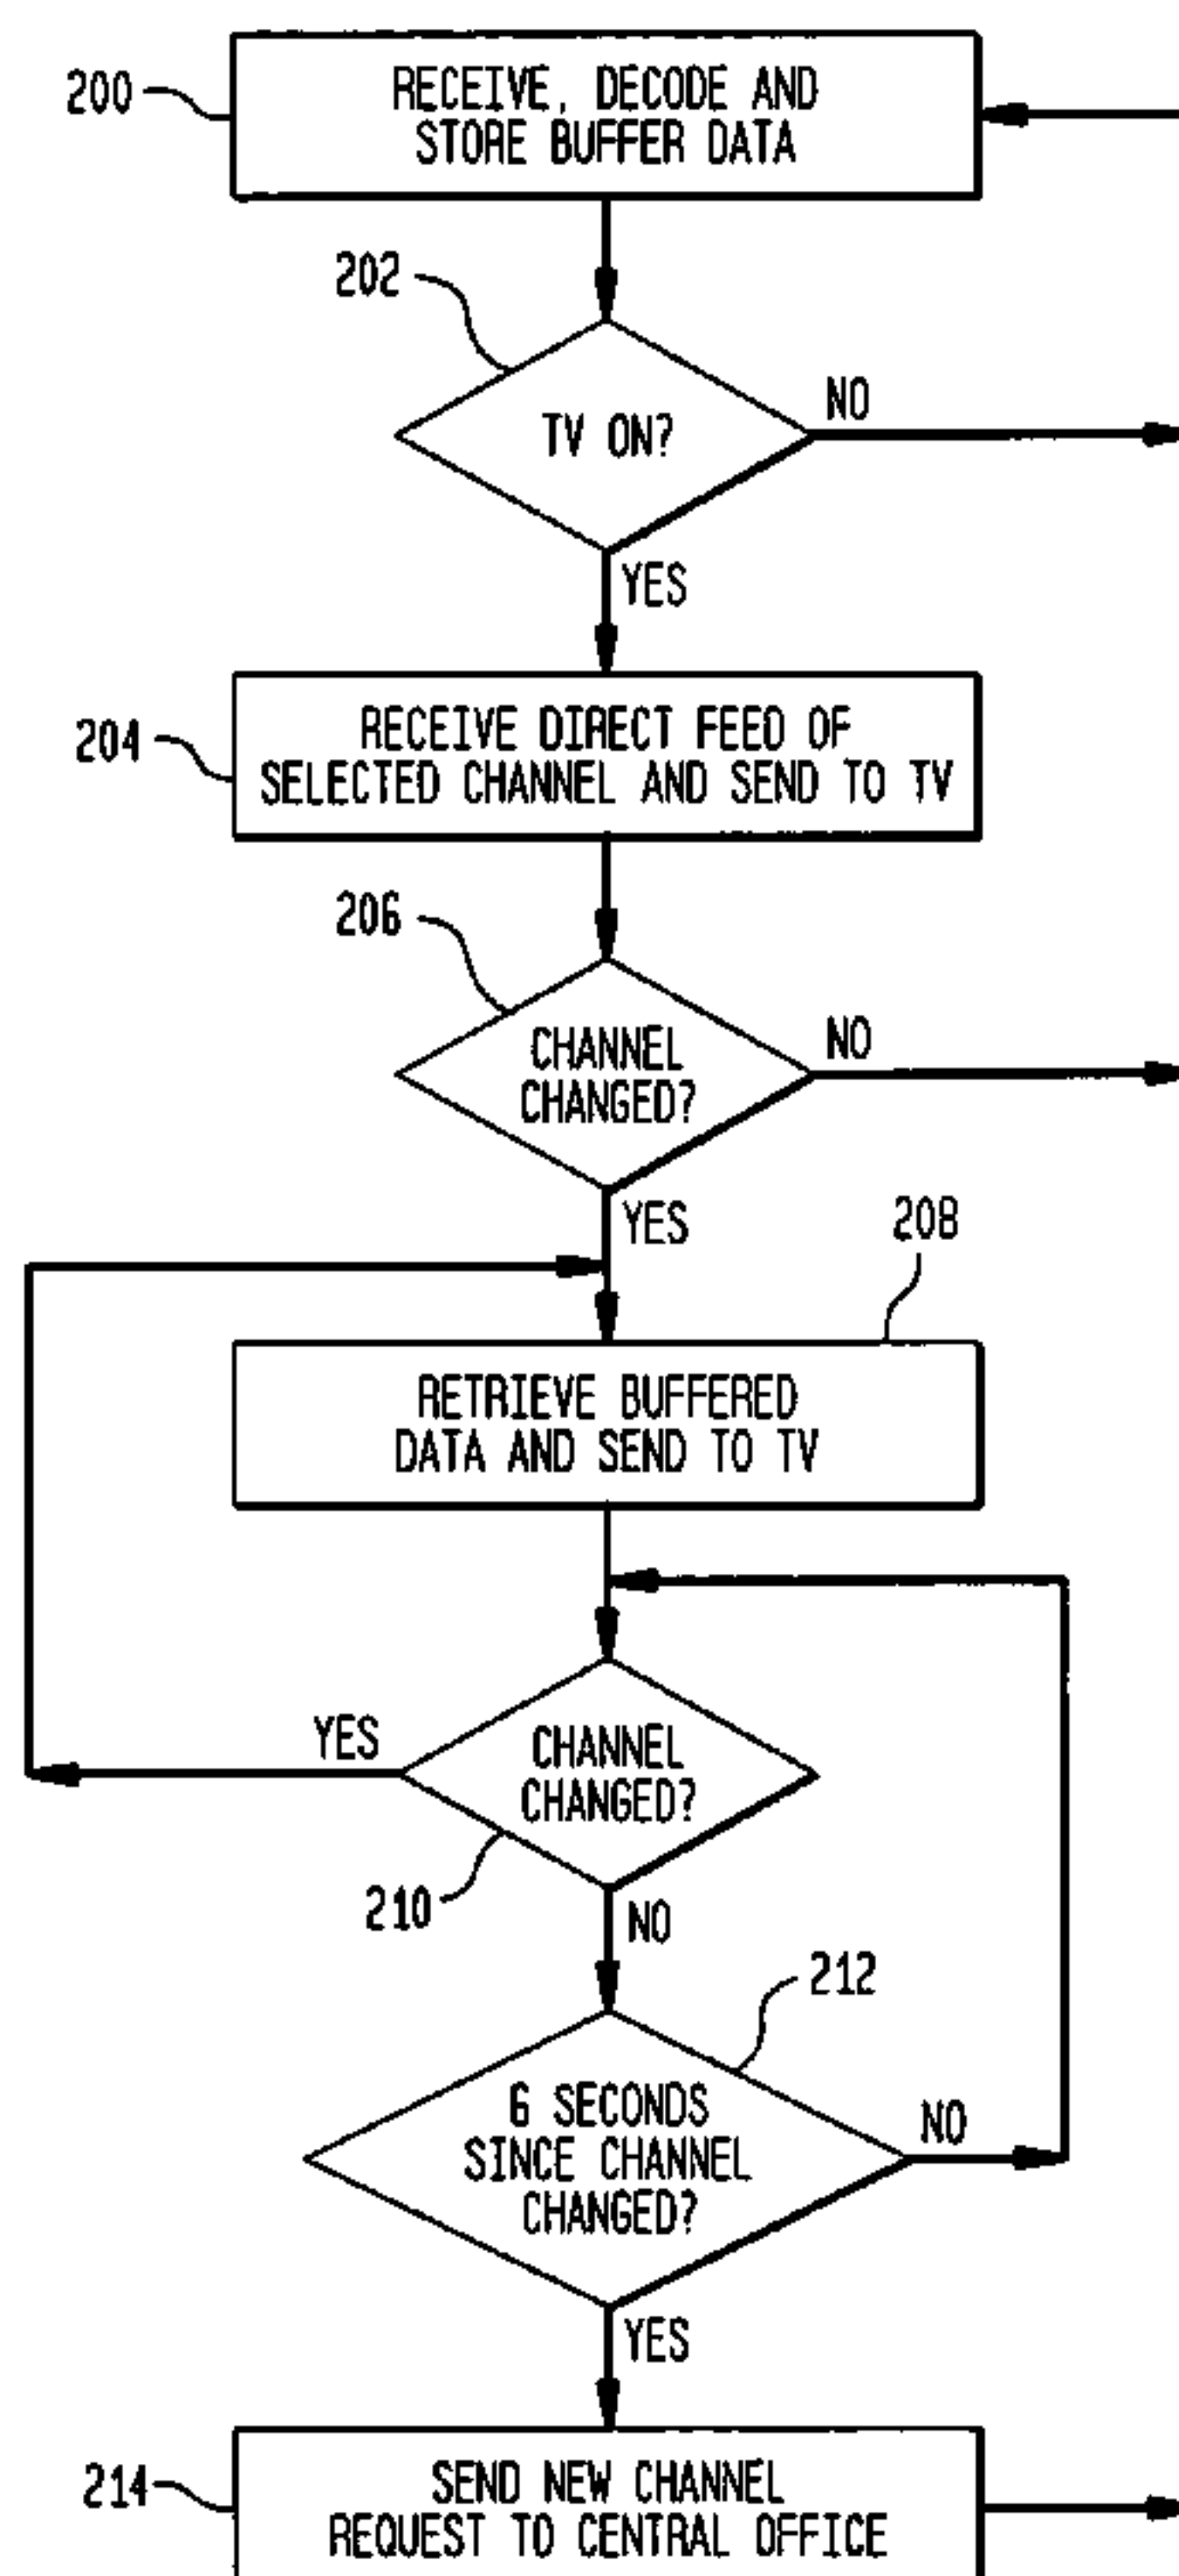 200
RECEIVE, DECODE AND
STORE BUFFER DATA
202
TV ON?
NO
YES
204
RECEIVE DIRECT FEED OF
SELECTED CHANNEL AND SEND TO TV
206
CHANNEL
CHANGED?
NO
YES
208
RETRIEVE BUFFERED
DATA AND SEND TO TV
YES
CHANNEL
CHANGED?
210
NO
212
6 SECONDS
SINCE CHANNEL
CHANGED?
NO
YES
214
SEND NEW CHANNEL
REQUEST TO CENTRAL OFFICE